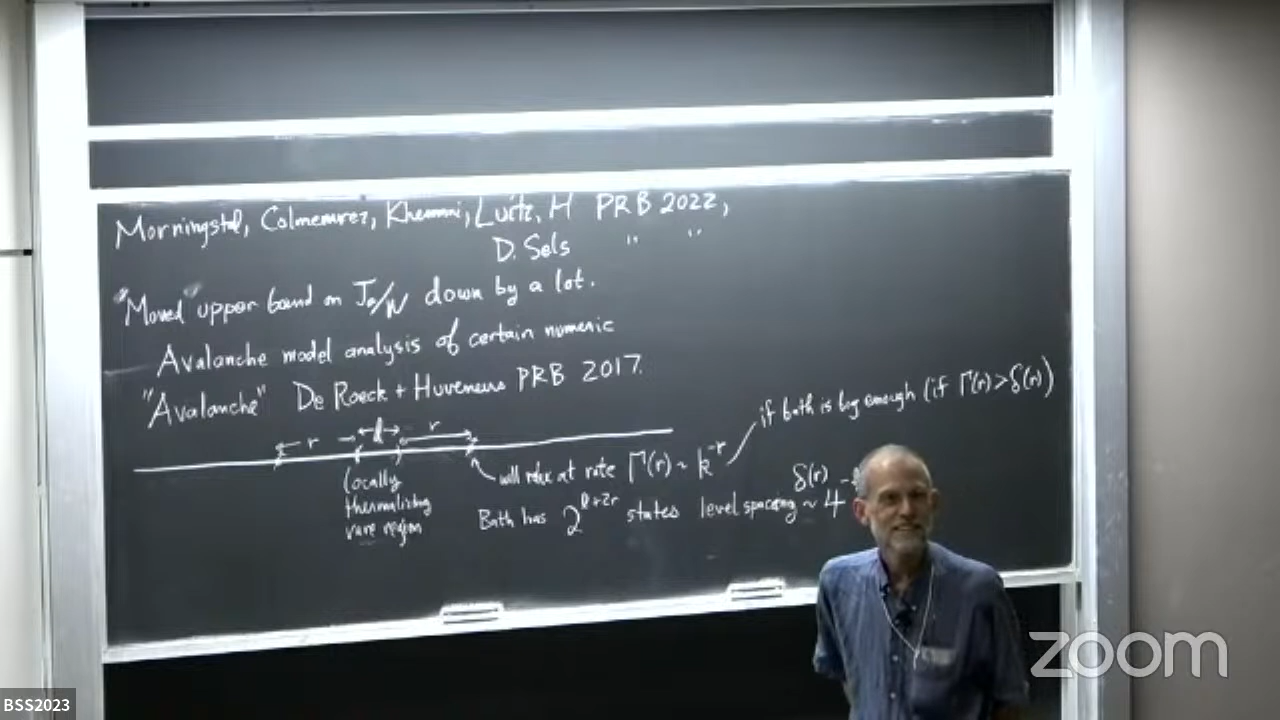 Morningstar, Colmenarez, Khemani, Luitz, H PRB 2022,
D. Sels " "
"Moved" upper bound on J/W down by a lot.
Avalanche model analysis of certain numeric
"Avalanche" De Roeck + Huveneers PRB 2017.
if bath is big enough (if Γ(r) > δ(r))
r l r
will relax at rate Γ(r) ~ k^-r
locally
thermalizing
rare region
δ(r)
Bath has 2^l+2r states level spacing ~ 4
zoom
BSS2023